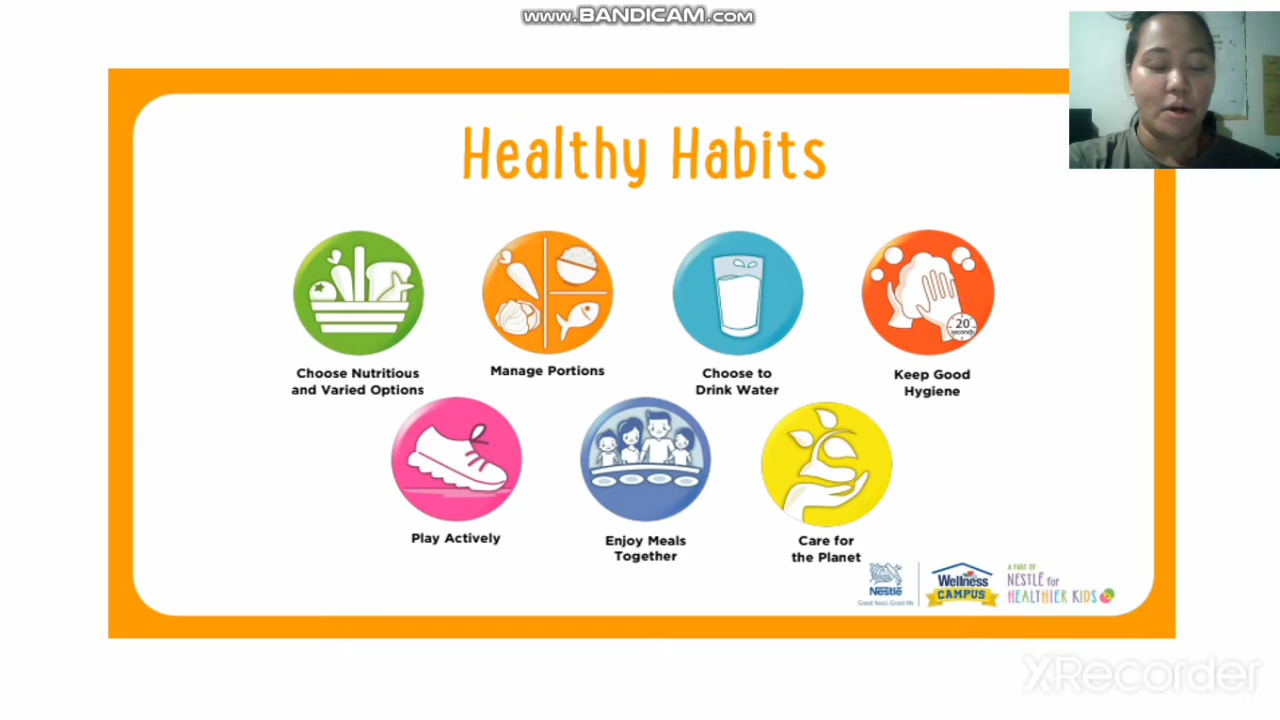 www.BANDICAM.com
Healthy Habits
20
seconds
Choose Nutritious
and Varied Options
Manage Portions
Choose to
Drink Water
Keep Good
Hygiene
Play Actively
Enjoy Meals
Together
Care for
the Planet
Nestlé
Good food, Good life
Wellness
CAMPUS
A PART OF
NESTLÉ for
HEALTHIER KIDS
XRecorder